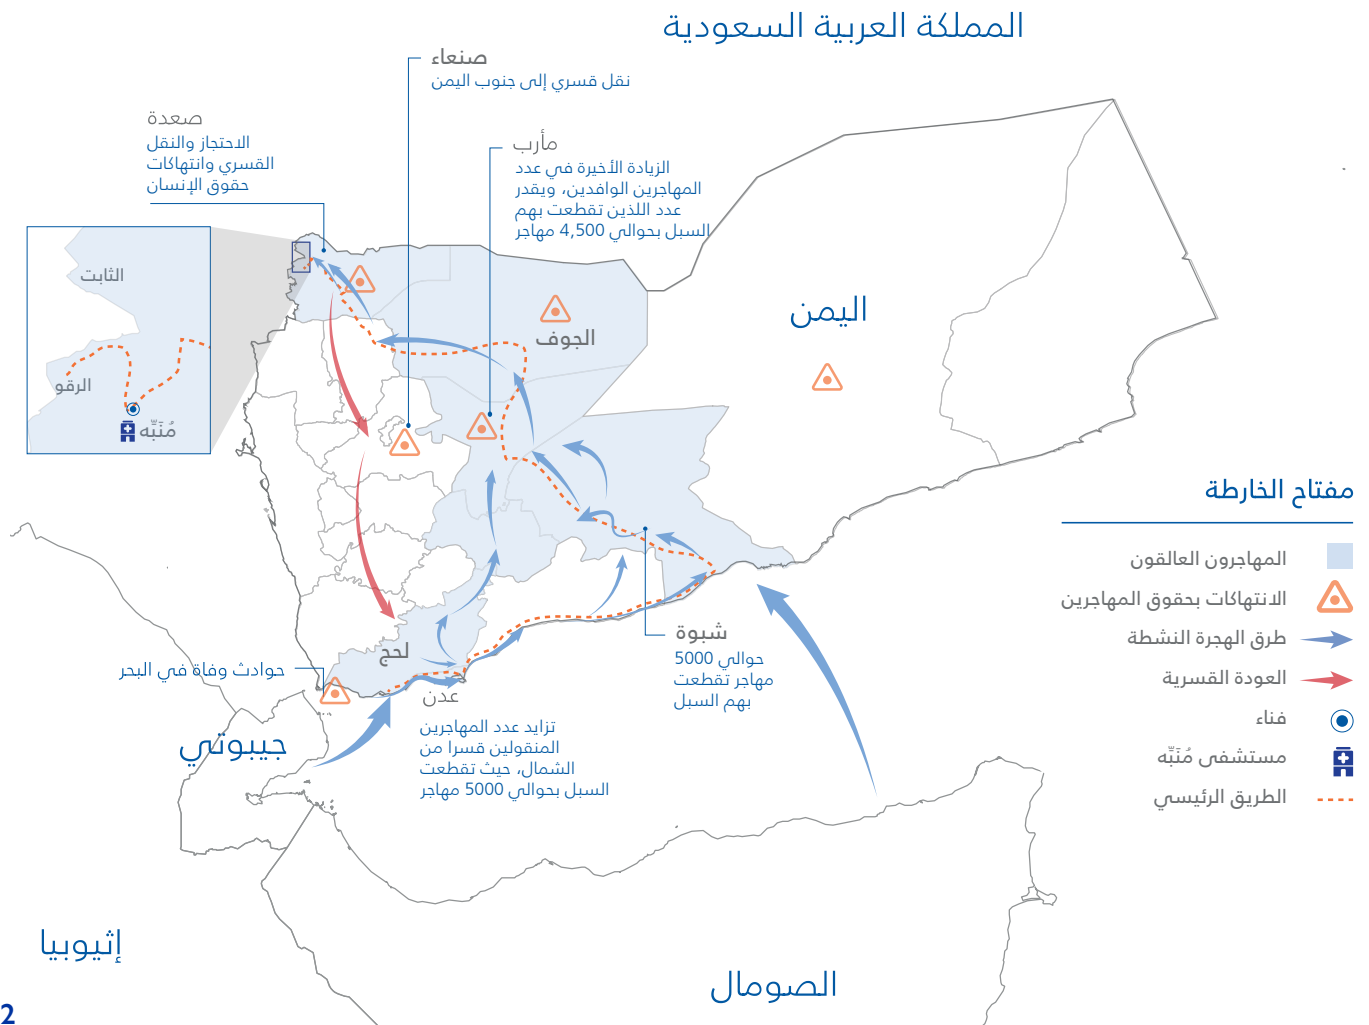 المملكة العربية السعودية
صنعاء
نقل قسري إلى جنوب اليمن
صعدة
الاحتجاز والنقل
القسري وانتهاكات
حقوق الإنسان
مأرب
الزيادة الأخيرة في عدد
المهاجرين الوافدين، ويقدر
عدد اللذين تقطعت بهم
السبل بحوالي 4,500 مهاجر
الثابت
الرقو
مُنَبِّه
الجوف
اليمن
مفتاح الخارطة
المهاجرون العالقون
الانتهاكات بحقوق المهاجرين
طرق الهجرة النشطة
العودة القسرية
فناء
مستشفى مُنَبِّه
الطريق الرئيسي
شبوة
حوالي 5000
مهاجر تقطعت
بهم السبل
لحج
حوادث وفاة في البحر
عدن
تزايد عدد المهاجرين
المنقولين قسرا من
الشمال، حيث تقطعت
السبل بحوالي 5000 مهاجر
جيبوتي
إثيوبيا
الصومال
2